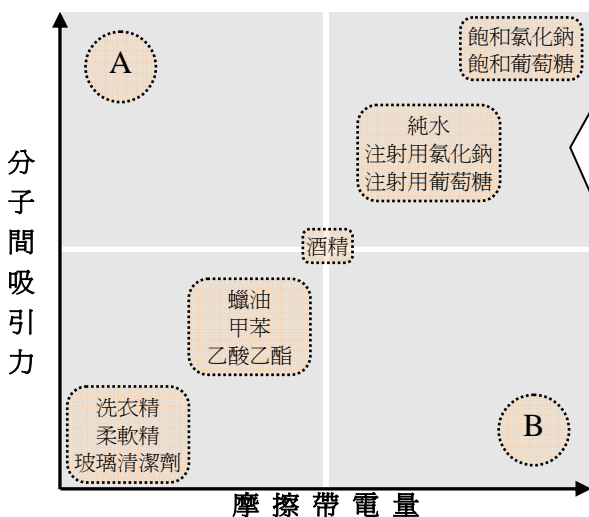 A
飽和氯化鈉
飽和葡萄糖
純水
注射用氯化鈉
注射用葡萄糖
分子間吸引力
酒精
蠟油
甲苯
乙酸乙酯
洗衣精
柔軟精
玻璃清潔劑
B
摩擦帶電量